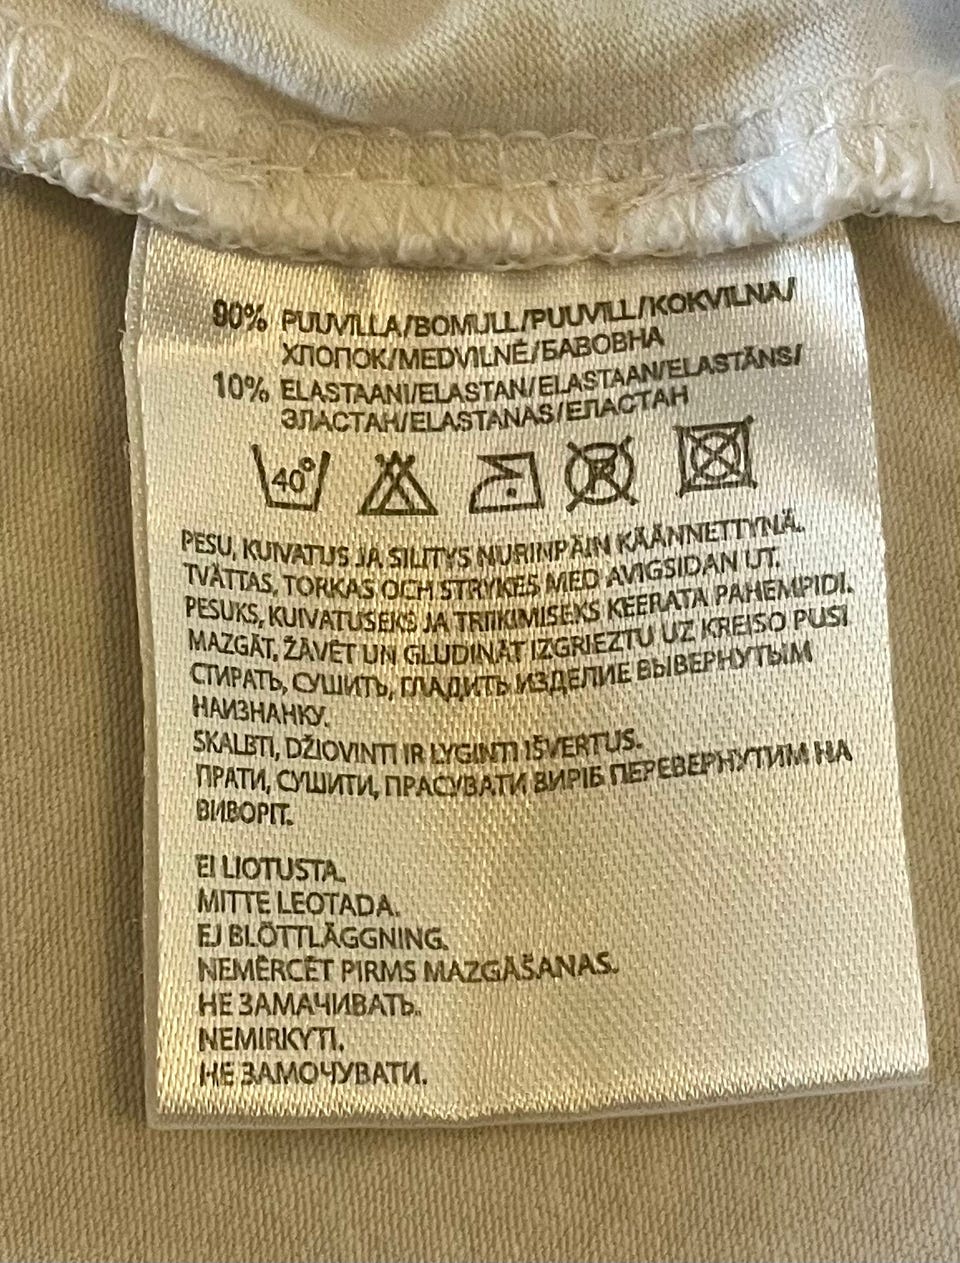 90% PUUVILLA/BOMULL/PUUVILL/KOKVILNA/
ХЛОПОК/MEDVILNĖ/БАВОВНА
10% ELASTAANI/ELASTAN/ELASTAAN/ELASTĀNS/
ЭЛАСТАН/ELASTANAS/ЕЛАСТАН
40°
PESU, KUIVATUS JA SILITYS NURINPÄIN KÄÄNNETTYNÄ.
TVÄTTAS, TORKAS OCH STRYKES MED AVIGSIDAN UT.
PESUKS, KUIVATUSEKS JA TRIIKIMISEKS KEERATA PAHEMPIDI.
MAZGĀT, ŽĀVĒT UN GLUDINĀT IZGRIEZTU UZ KREISO PUSI
СТИРАТЬ, СУШИТЬ, ГЛАДИТЬ ИЗДЕЛИЕ ВЫВЕРНУТЫМ
НАИЗНАНКУ.
SKALBTI, DŽIOVINTI IR LYGINTI IŠVERTUS.
ПРАТИ, СУШИТИ, ПРАСУВАТИ ВИРІБ ПЕРЕВЕРНУТИМ НА
ВИВОРІТ.
EI LIOTUSTA.
MITTE LEOTADA.
EJ BLÖTTLÄGGNING.
NEMĒRCĒT PIRMS MAZGĀŠANAS.
НЕ ЗАМАЧИВАТЬ.
NEMIRKYTI.
НЕ ЗАМОЧУВАТИ.